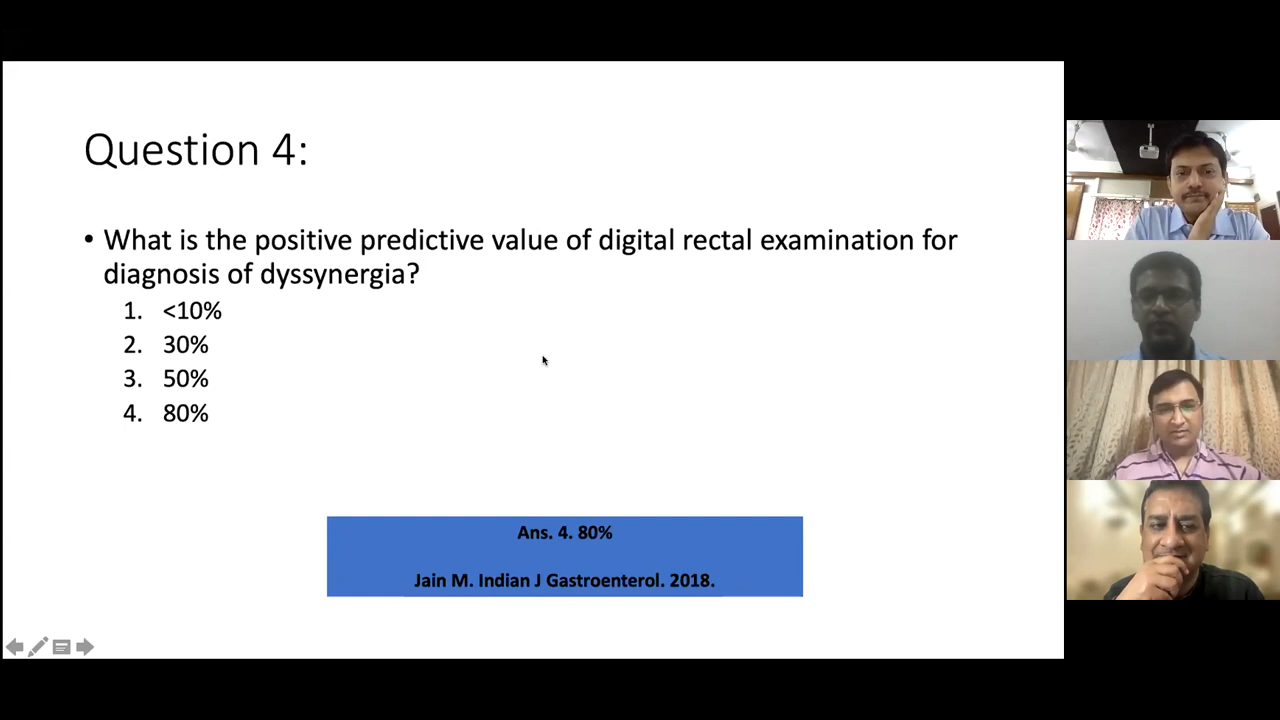 Question 4:
• What is the positive predictive value of digital rectal examination for
diagnosis of dyssynergia?
1. <10%
2. 30%
3. 50%
4. 80%
Ans. 4. 80%
Jain M. Indian J Gastroenterol. 2018.